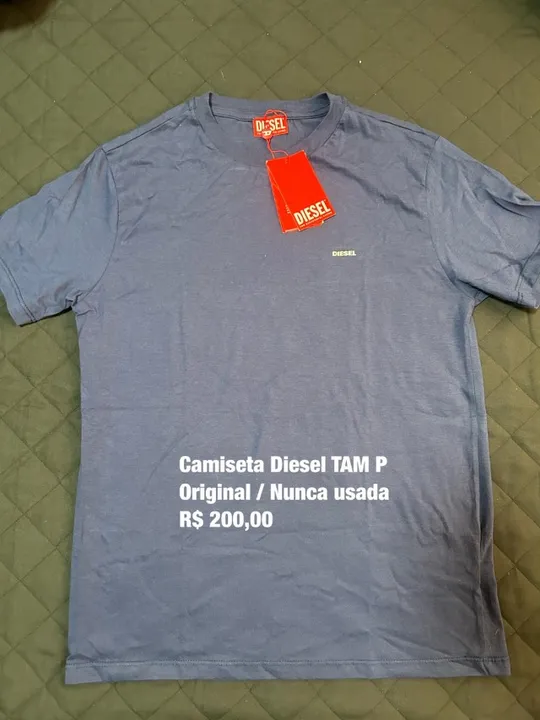 DIESEL
DIESEL
DIESEL
Camiseta Diesel TAM P
Original / Nunca usada
R$ 200,00